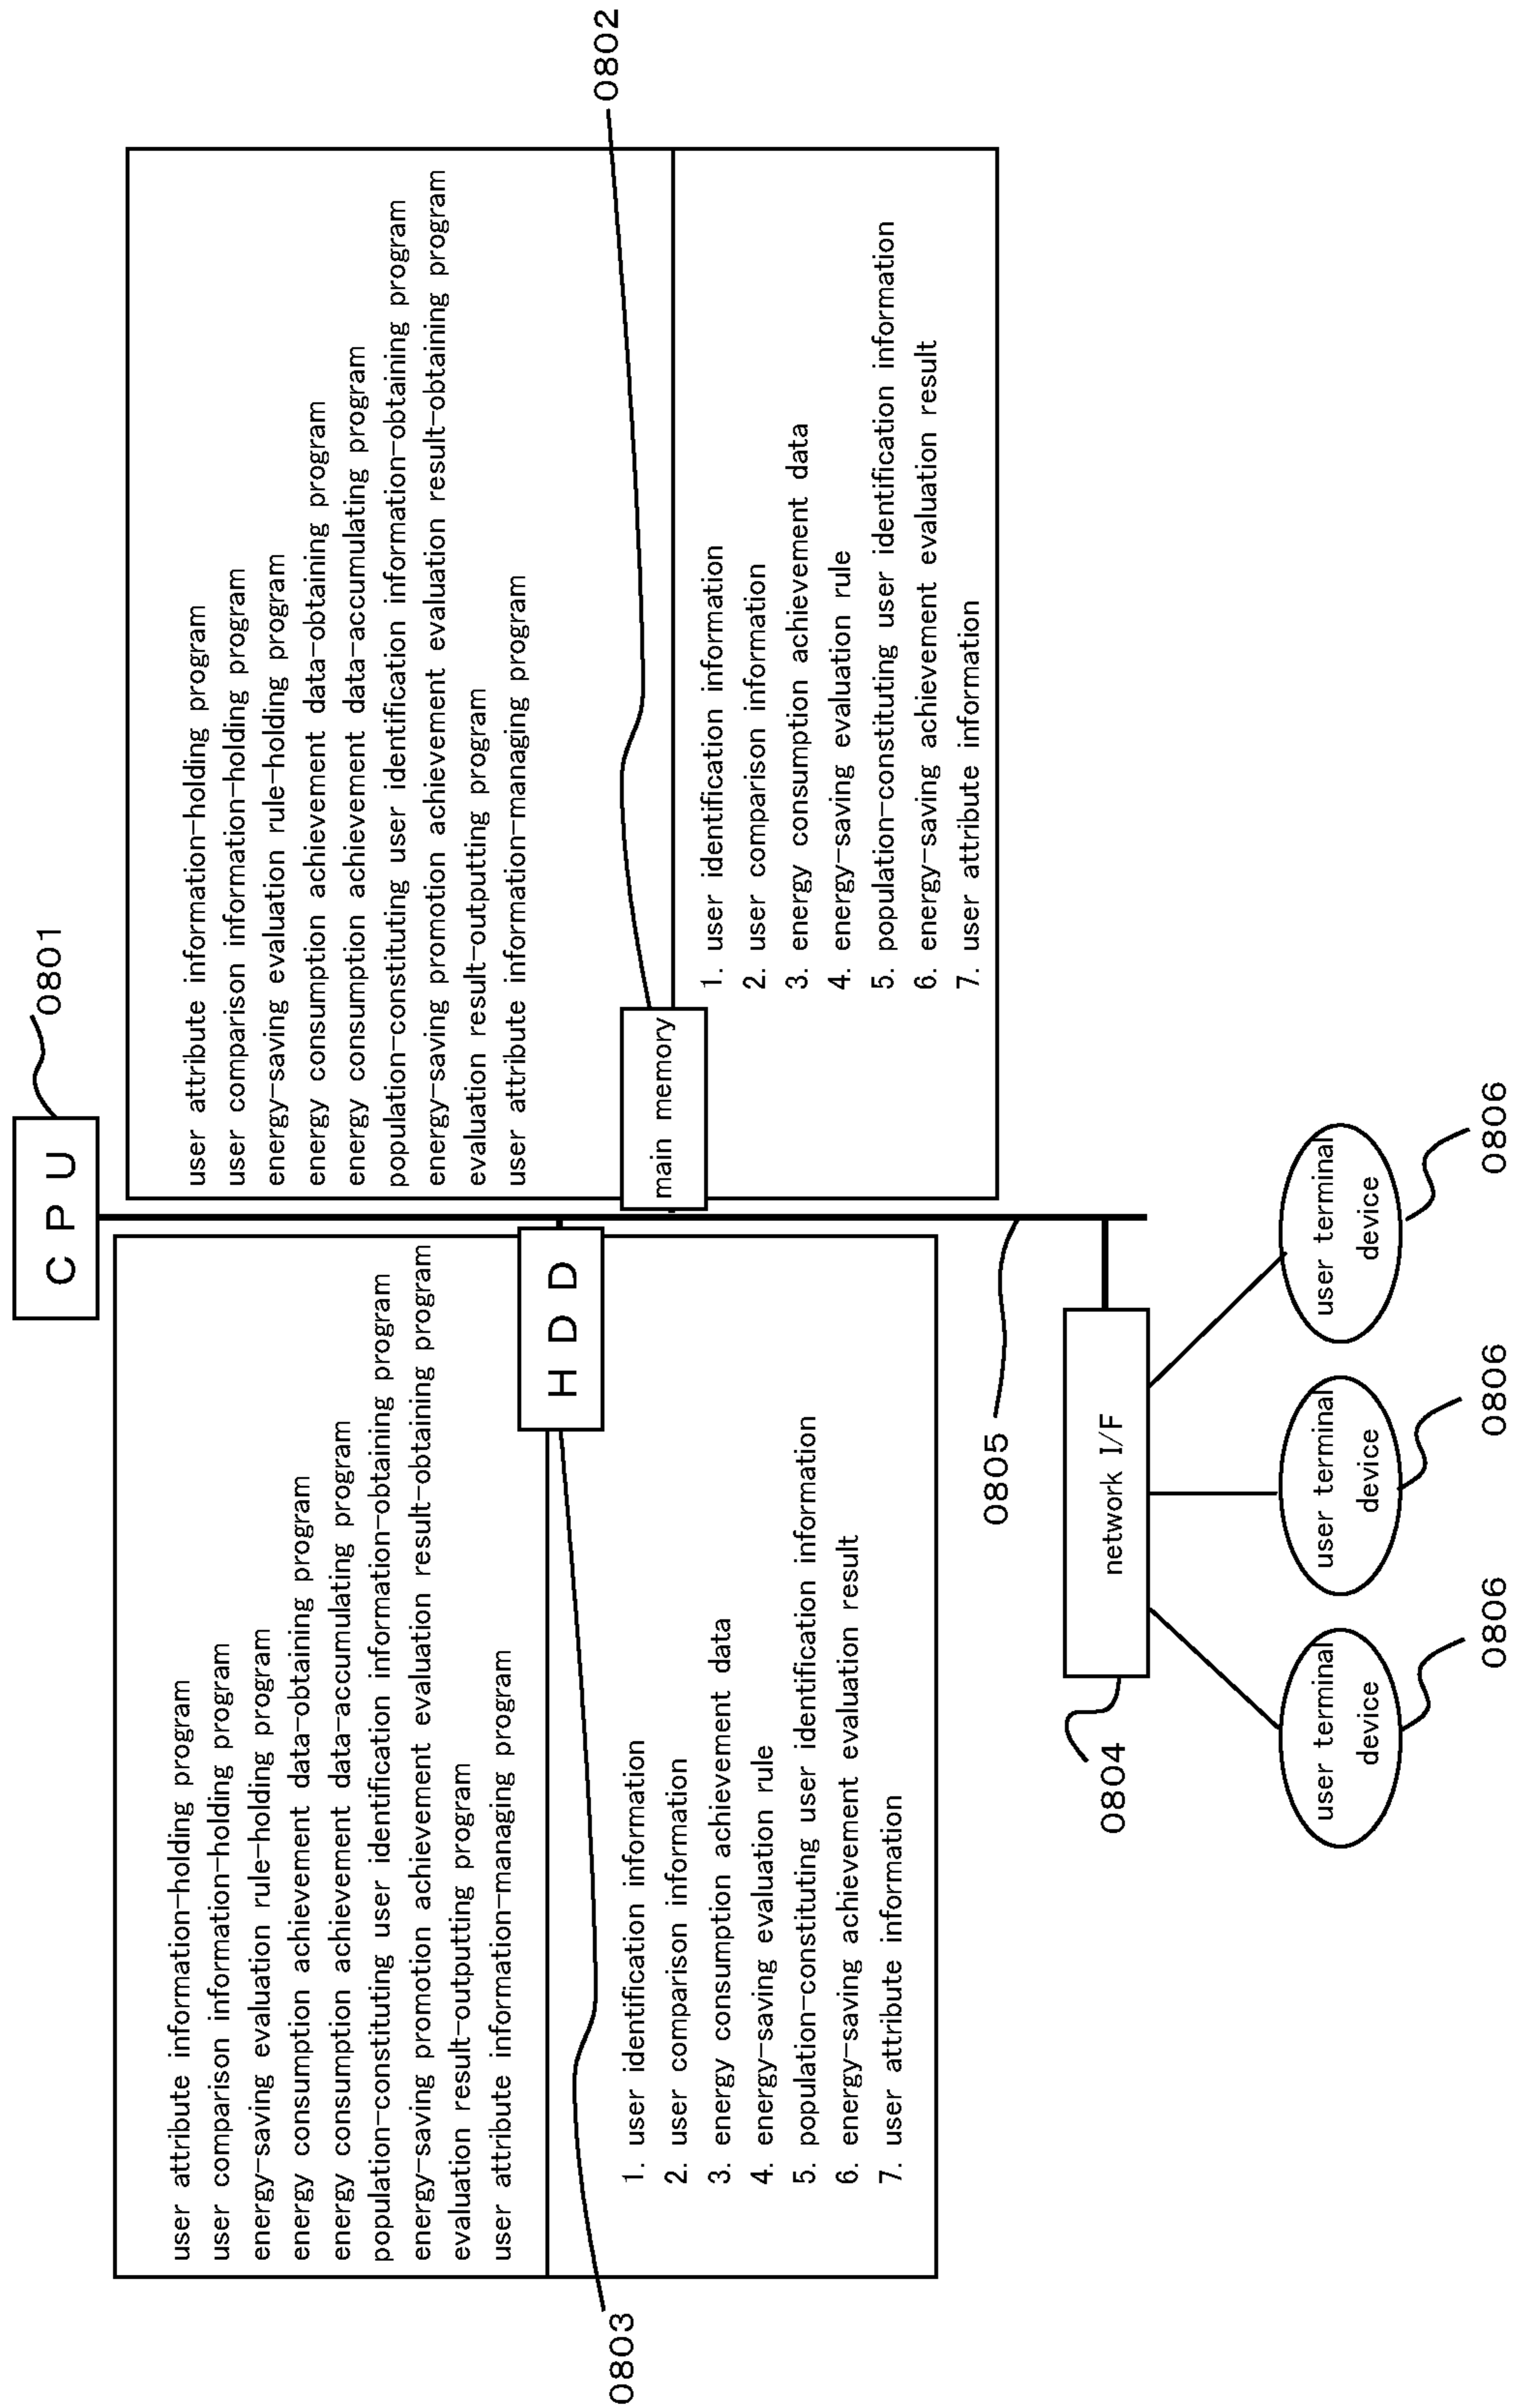 CPU
0801
user attribute information-holding program
user comparison information-holding program
energy-saving evaluation rule-holding program
energy consumption achievement data-obtaining program
energy consumption achievement data-accumulating program
population-constituting user identification information-obtaining program
energy-saving promotion achievement evaluation result-obtaining program
evaluation result-outputting program
user attribute information-managing program
HDD
0803
1. user identification information
2. user comparison information
3. energy consumption achievement data
4. energy-saving evaluation rule
5. population-constituting user identification information
6. energy-saving achievement evaluation result
7. user attribute information
user attribute information-holding program
user comparison information-holding program
energy-saving evaluation rule-holding program
energy consumption achievement data-obtaining program
energy consumption achievement data-accumulating program
population-constituting user identification information-obtaining program
energy-saving promotion achievement evaluation result-obtaining program
evaluation result-outputting program
user attribute information-managing program
main memory
0802
1. user identification information
2. user comparison information
3. energy consumption achievement data
4. energy-saving evaluation rule
5. population-constituting user identification information
6. energy-saving achievement evaluation result
7. user attribute information
0805
0804
network I/F
user terminal
device
user terminal
device
user terminal
device
0806
0806
0806